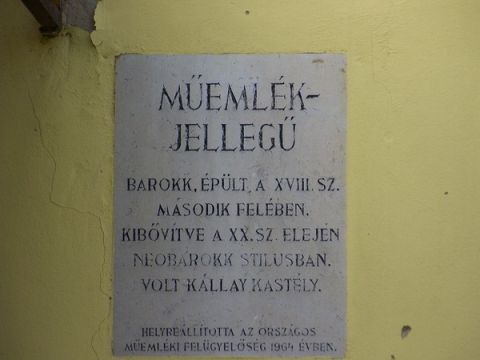 MŰEMLÉK-
JELLEGŰ
BAROKK, ÉPÜLT A XVIII. SZ.
MÁSODIK FELÉBEN.
KIBŐVÍTVE A XX. SZ. ELEJÉN
NEOBAROKK STILUSBAN.
VOLT KÁLLAY KASTÉLY.
HELYREÁLLÍTOTTA AZ ORSZÁGOS
MŰEMLÉKI FELÜGYELŐSÉG 1964 ÉVBEN.